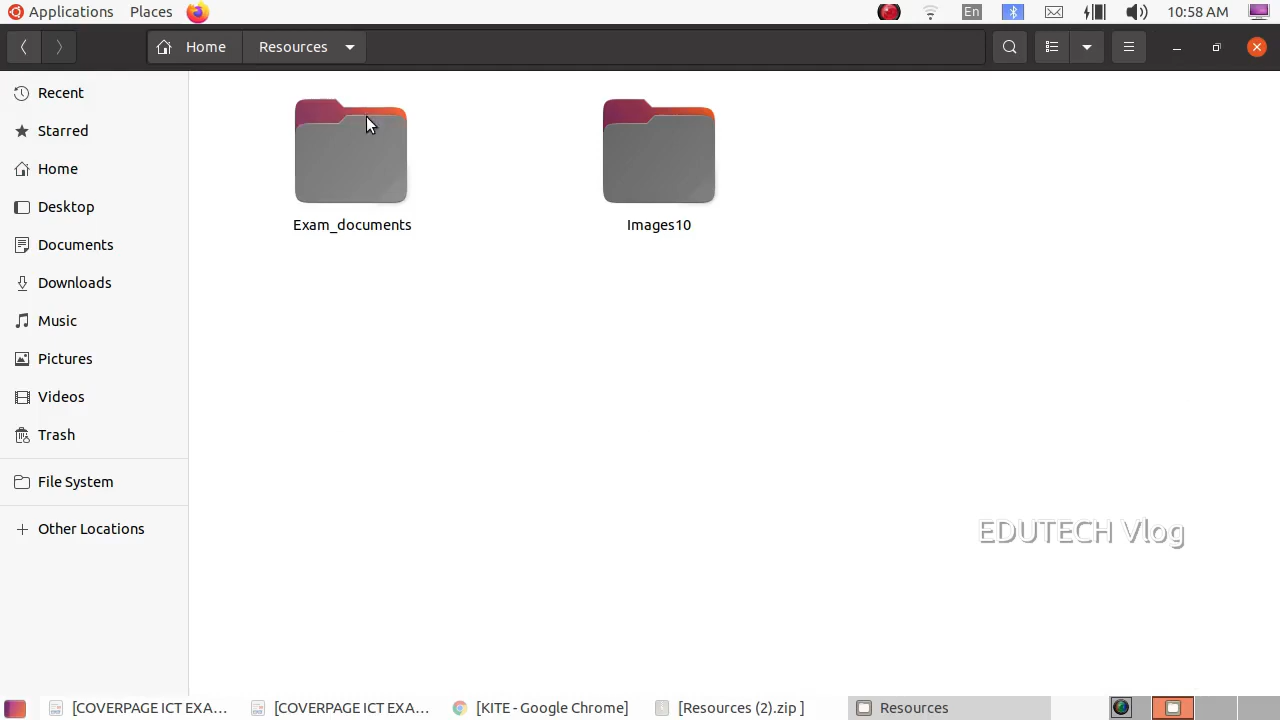 Applications Places
En
10:58 AM
Home Resources
Recent
Starred
Home
Desktop
Documents
Downloads
Music
Pictures
Videos
Trash
File System
Other Locations
Exam_documents
Images10
EDUTECH Vlog
[COVERPAGE ICT EXA... [COVERPAGE ICT EXA... [KITE - Google Chrome] [Resources (2).zip ] Resources